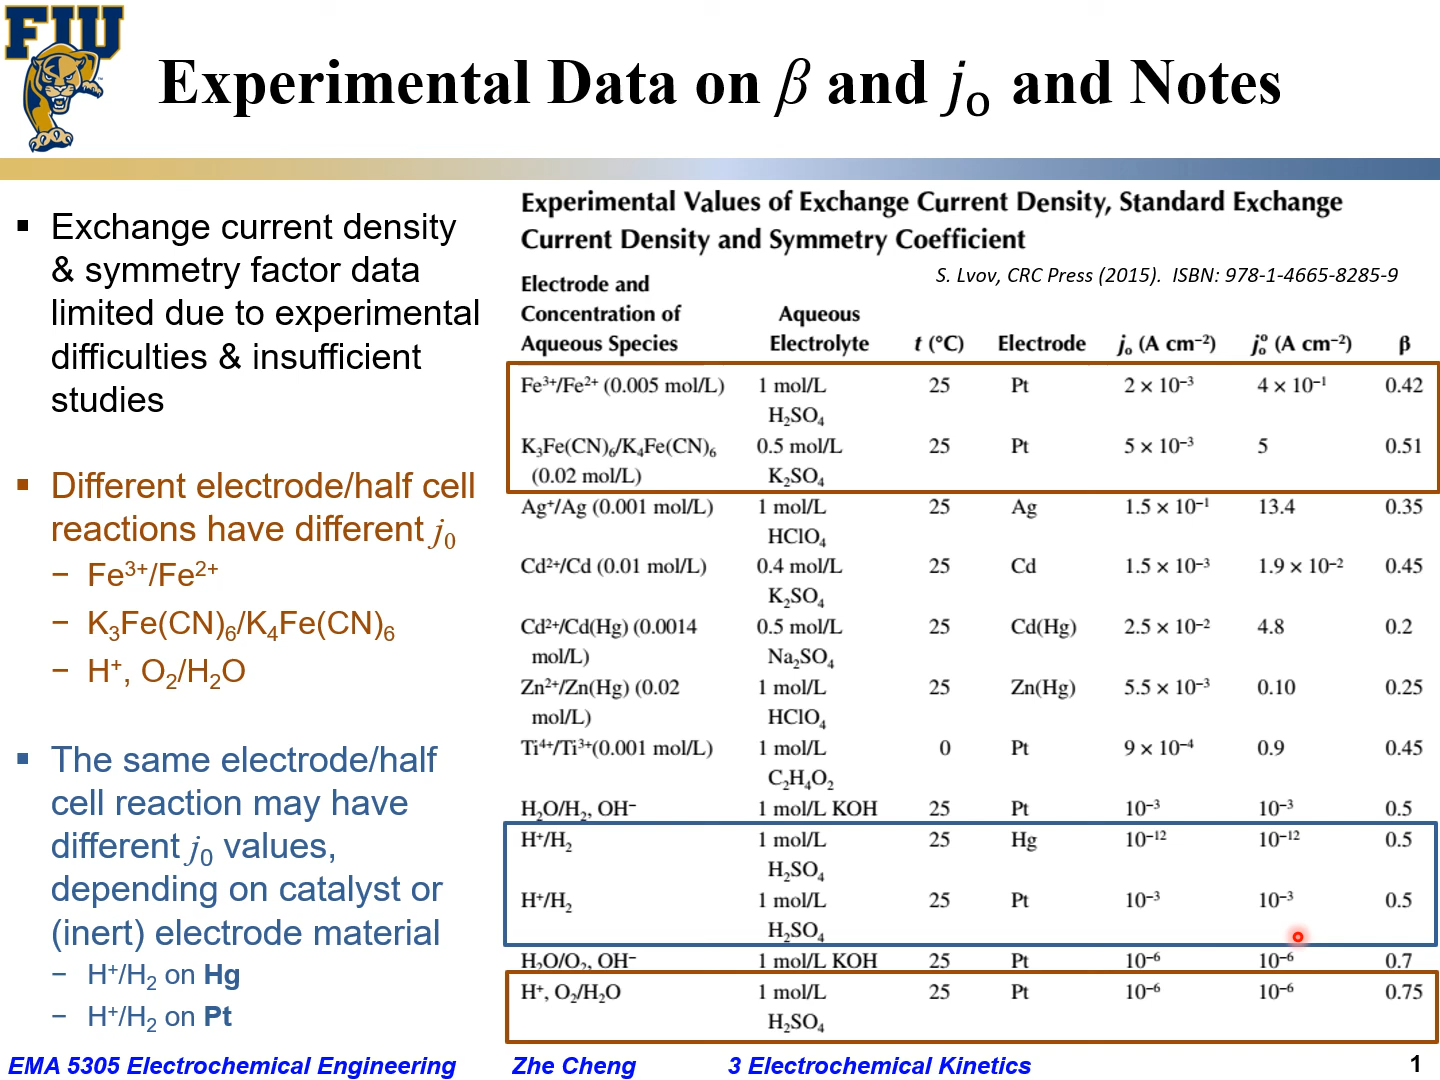 FIU
Experimental Data on β and jₒ and Notes
▪ Exchange current density
& symmetry factor data
limited due to experimental
difficulties & insufficient
studies
▪ Different electrode/half cell
reactions have different j₀
− Fe³⁺/Fe²⁺
− K₃Fe(CN)₆/K₄Fe(CN)₆
− H⁺, O₂/H₂O
▪ The same electrode/half
cell reaction may have
different j₀ values,
depending on catalyst or
(inert) electrode material
− H⁺/H₂ on Hg
− H⁺/H₂ on Pt
Experimental Values of Exchange Current Density, Standard Exchange
Current Density and Symmetry Coefficient
S. Lvov, CRC Press (2015). ISBN: 978-1-4665-8285-9
Electrode and
Concentration of Aqueous
Aqueous Species Electrolyte t (°C) Electrode jₒ (A cm⁻²) jₒ° (A cm⁻²) β
Fe³⁺/Fe²⁺ (0.005 mol/L) 1 mol/L 25 Pt 2 × 10⁻³ 4 × 10⁻¹ 0.42
H₂SO₄
K₃Fe(CN)₆/K₄Fe(CN)₆ 0.5 mol/L 25 Pt 5 × 10⁻³ 5 0.51
(0.02 mol/L) K₂SO₄
Ag⁺/Ag (0.001 mol/L) 1 mol/L 25 Ag 1.5 × 10⁻¹ 13.4 0.35
HClO₄
Cd²⁺/Cd (0.01 mol/L) 0.4 mol/L 25 Cd 1.5 × 10⁻³ 1.9 × 10⁻² 0.45
K₂SO₄
Cd²⁺/Cd(Hg) (0.0014 0.5 mol/L 25 Cd(Hg) 2.5 × 10⁻² 4.8 0.2
mol/L) Na₂SO₄
Zn²⁺/Zn(Hg) (0.02 1 mol/L 25 Zn(Hg) 5.5 × 10⁻³ 0.10 0.25
mol/L) HClO₄
Ti⁴⁺/Ti³⁺(0.001 mol/L) 1 mol/L 0 Pt 9 × 10⁻⁴ 0.9 0.45
C₂H₄O₂
H₂O/H₂, OH⁻ 1 mol/L KOH 25 Pt 10⁻³ 10⁻³ 0.5
H⁺/H₂ 1 mol/L 25 Hg 10⁻¹² 10⁻¹² 0.5
H₂SO₄
H⁺/H₂ 1 mol/L 25 Pt 10⁻³ 10⁻³ 0.5
H₂SO₄
H₂O/O₂, OH⁻ 1 mol/L KOH 25 Pt 10⁻⁶ 10⁻⁶ 0.7
H⁺, O₂/H₂O 1 mol/L 25 Pt 10⁻⁶ 10⁻⁶ 0.75
H₂SO₄
EMA 5305 Electrochemical Engineering Zhe Cheng 3 Electrochemical Kinetics 1